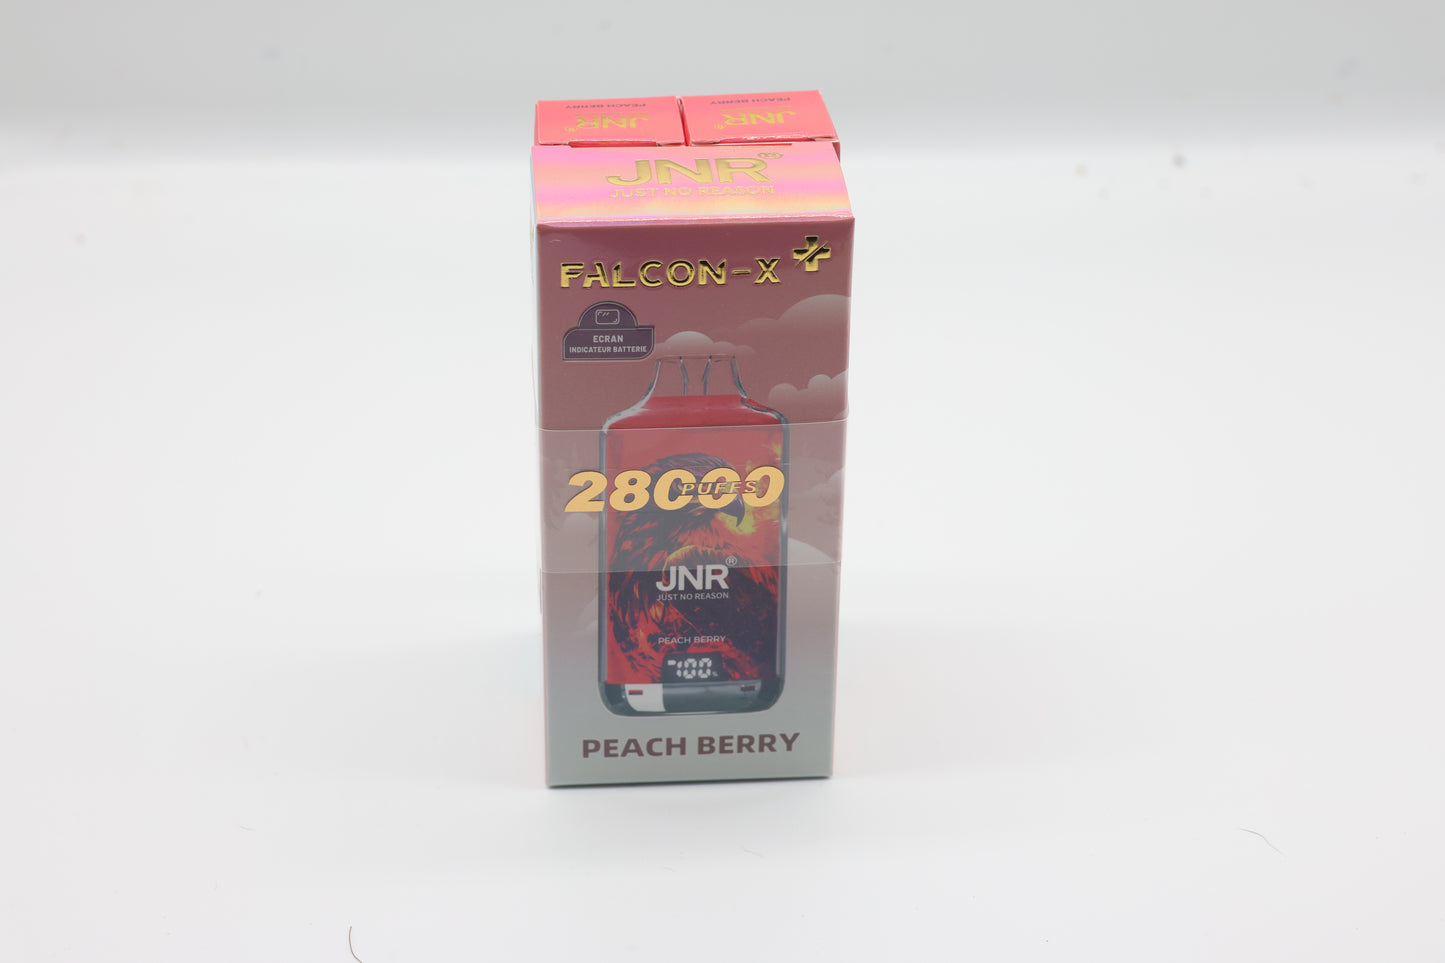 PEACH BERRY
JNR®
PEACH BERRY
JNR®
JNR®
JUST NO REASON
FALCON-X+
ECRAN
INDICATEUR BATTERIE
28000
PUFFS
JNR®
JUST NO REASON
PEACH BERRY
100%
PEACH BERRY